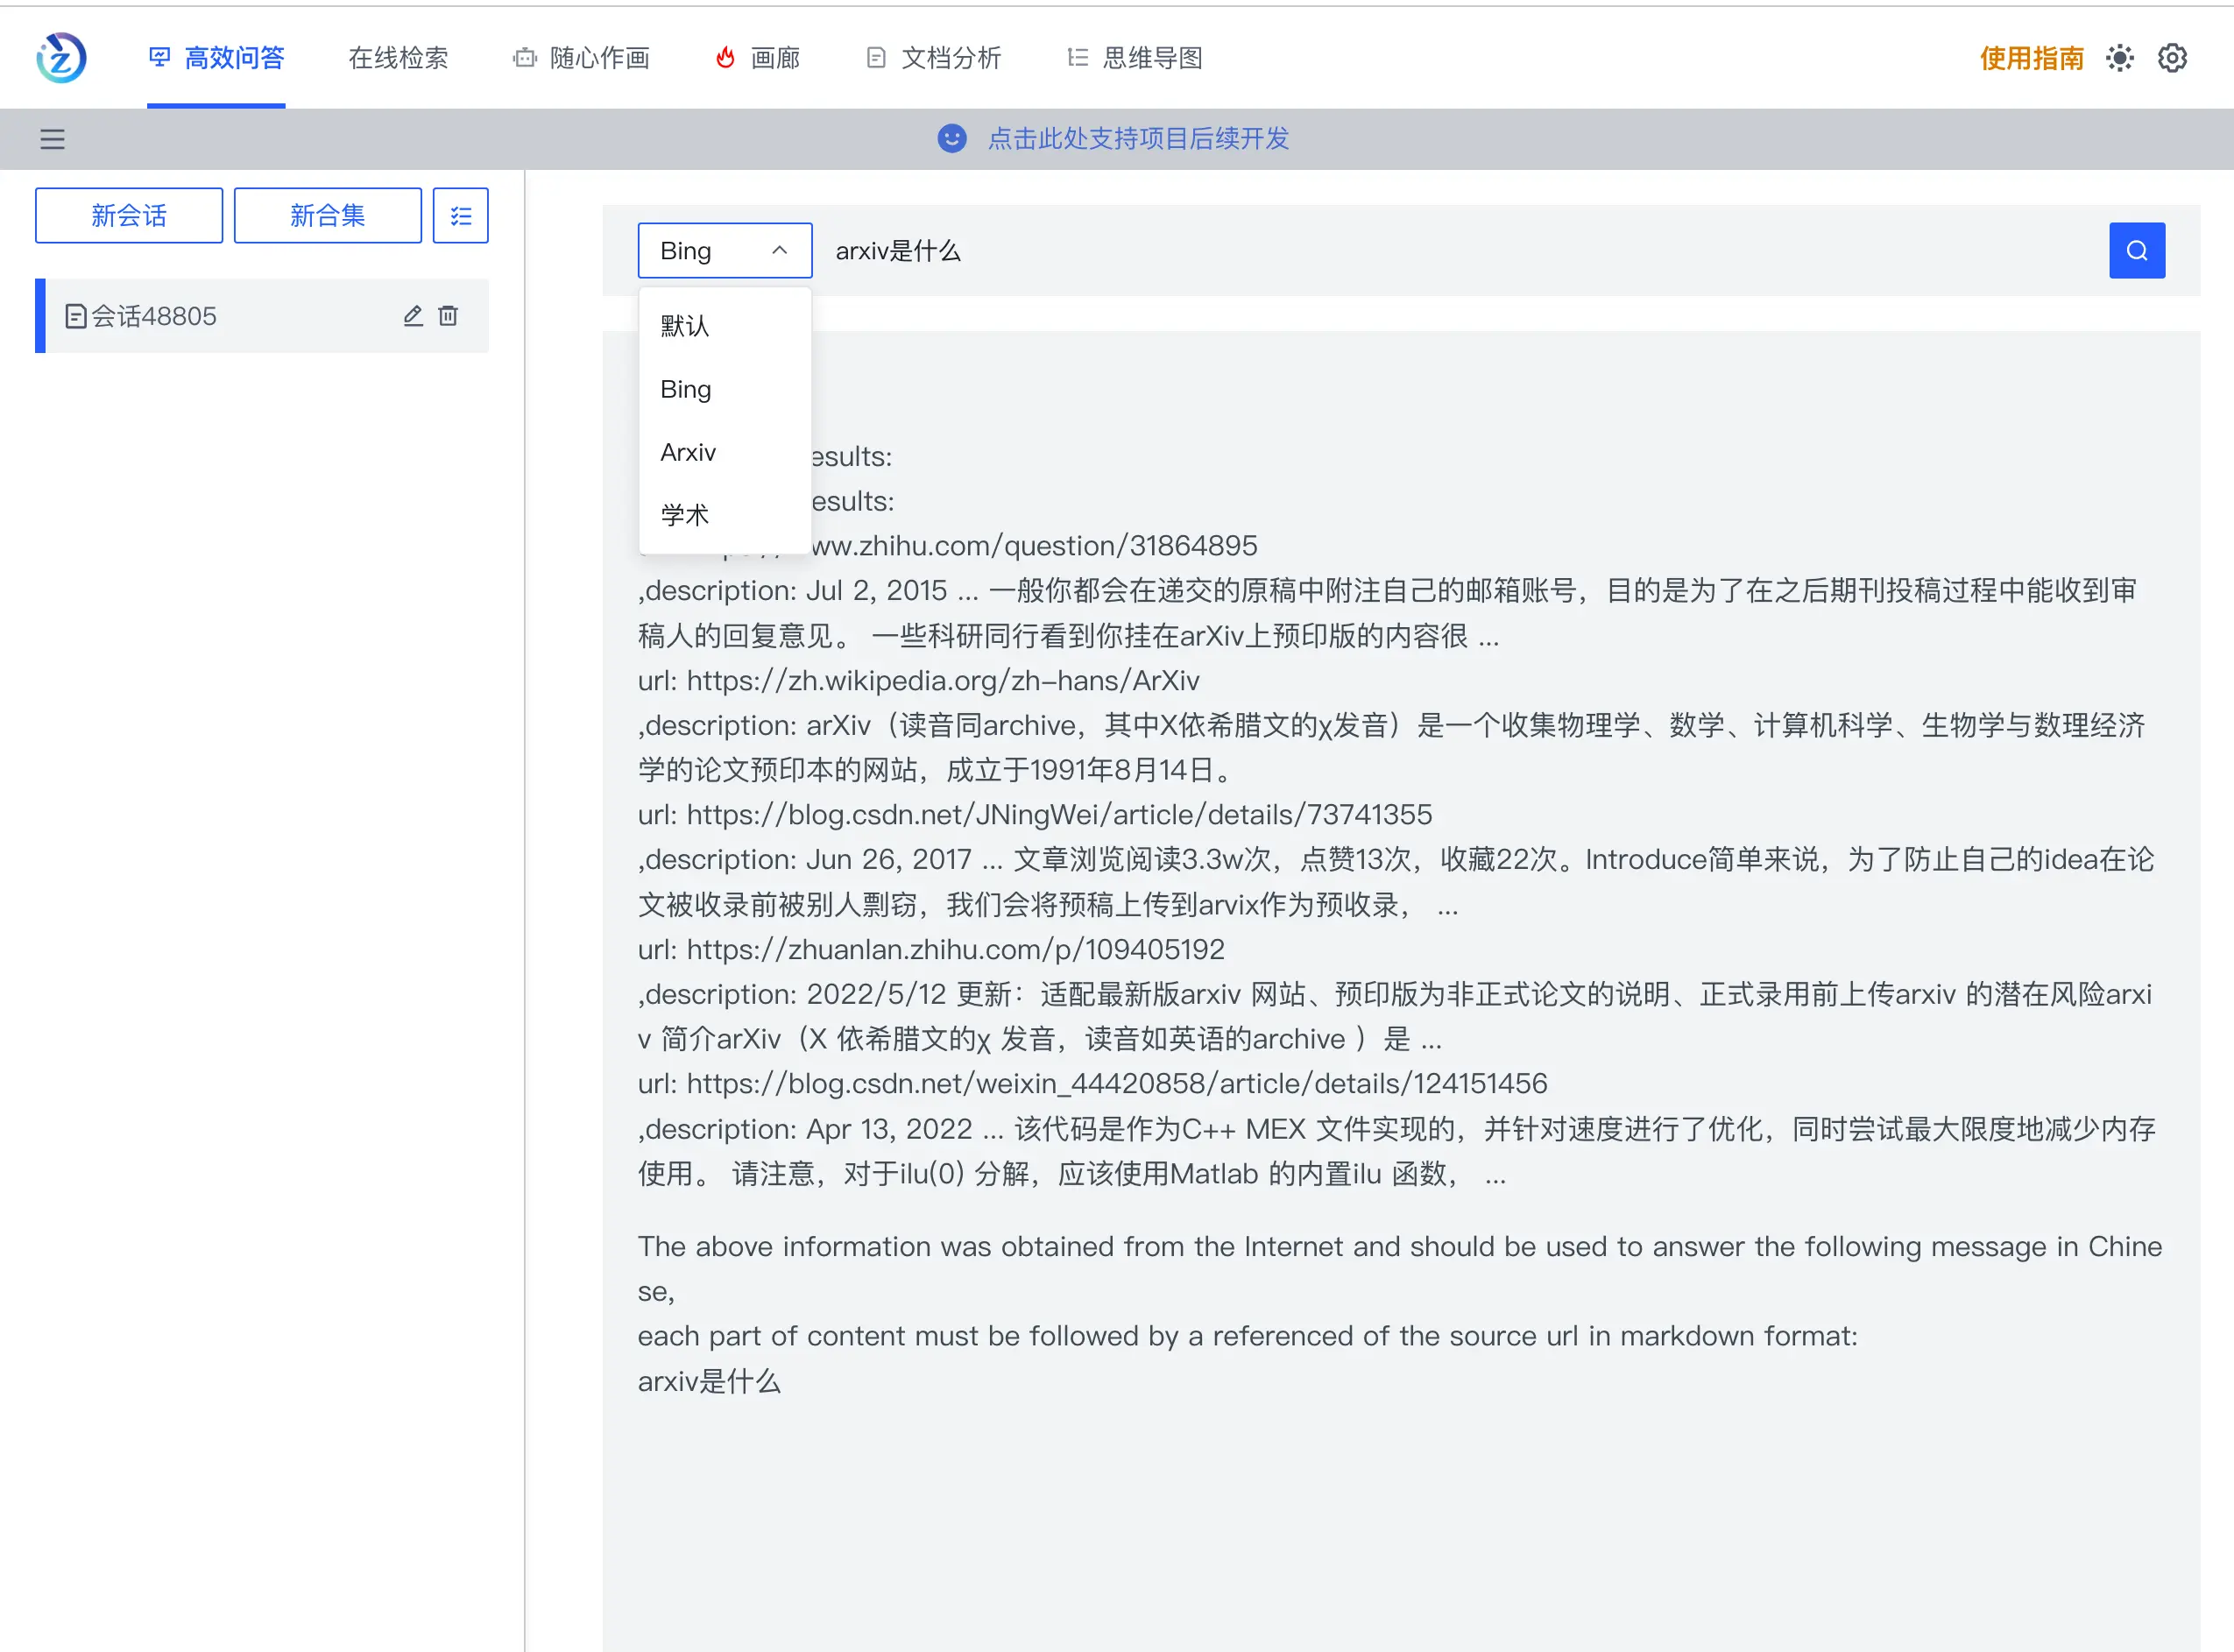 高效问答
在线检索
随心作画
画廊
文档分析
思维导图
使用指南
点击此处支持项目后续开发
新会话
新合集
会话48805
Bing
arxiv是什么
默认
Bing
Arxiv
学术
esults:
esults:
ww.zhihu.com/question/31864895
,description: Jul 2, 2015 ... 一般你都会在递交的原稿中附注自己的邮箱账号，目的是为了在之后期刊投稿过程中能收到审
稿人的回复意见。 一些科研同行看到你挂在arXiv上预印版的内容很 ...
url: https://zh.wikipedia.org/zh-hans/ArXiv
,description: arXiv（读音同archive，其中X依希腊文的χ发音）是一个收集物理学、数学、计算机科学、生物学与数理经济
学的论文预印本的网站，成立于1991年8月14日。
url: https://blog.csdn.net/JNingWei/article/details/73741355
,description: Jun 26, 2017 ... 文章浏览阅读3.3w次，点赞13次，收藏22次。Introduce简单来说，为了防止自己的idea在论
文被收录前被别人剽窃，我们会将预稿上传到arvix作为预收录， ...
url: https://zhuanlan.zhihu.com/p/109405192
,description: 2022/5/12 更新：适配最新版arxiv 网站、预印版为非正式论文的说明、正式录用前上传arxiv 的潜在风险arxi
v 简介arXiv（X 依希腊文的χ 发音，读音如英语的archive ）是 ...
url: https://blog.csdn.net/weixin_44420858/article/details/124151456
,description: Apr 13, 2022 ... 该代码是作为C++ MEX 文件实现的，并针对速度进行了优化，同时尝试最大限度地减少内存
使用。 请注意，对于ilu(0) 分解，应该使用Matlab 的内置ilu 函数， ...
The above information was obtained from the Internet and should be used to answer the following message in Chine
se,
each part of content must be followed by a referenced of the source url in markdown format:
arxiv是什么